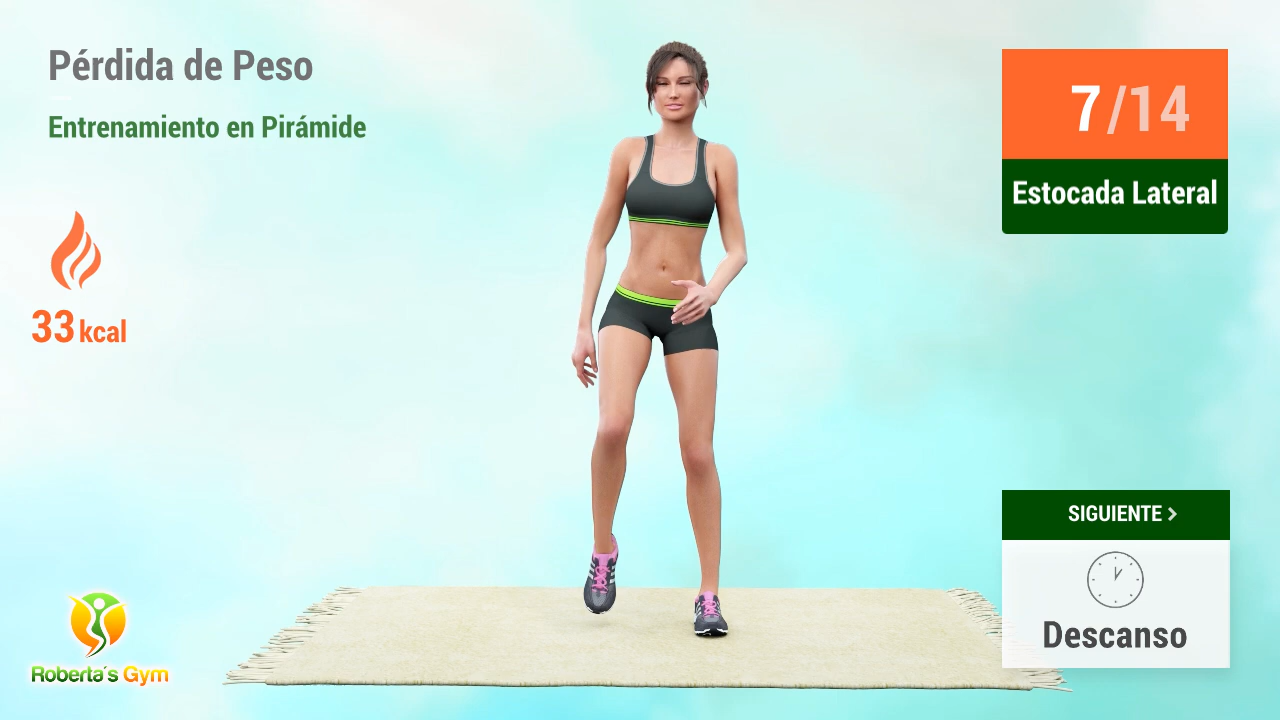 Pérdida de Peso
Entrenamiento en Pirámide
33 kcal
7/14
Estocada Lateral
SIGUIENTE >
Descanso
Roberta´s Gym